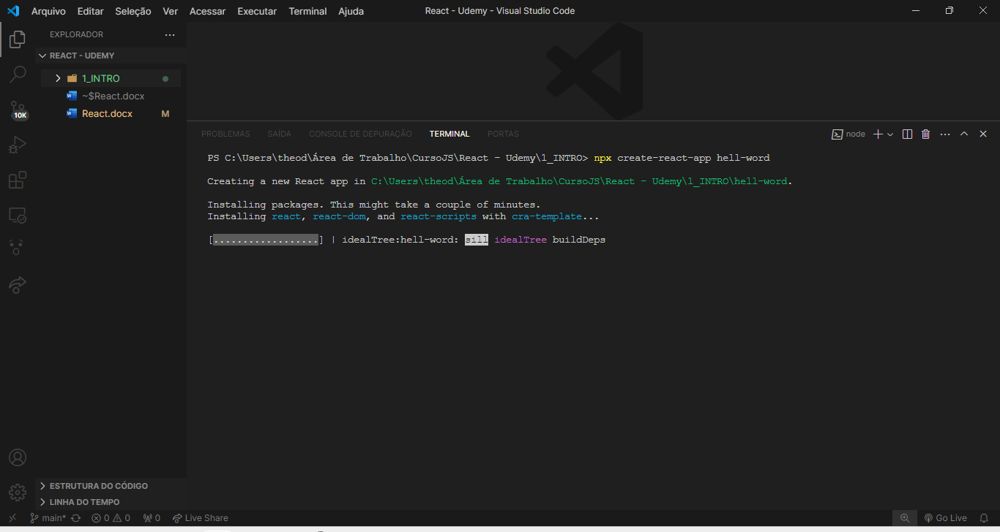 Arquivo Editar Seleção Ver Acessar Executar Terminal Ajuda React - Udemy - Visual Studio Code
EXPLORADOR ...
REACT - UDEMY
1_INTRO
~$React.docx
React.docx M
10K
PROBLEMAS SAÍDA CONSOLE DE DEPURAÇÃO TERMINAL PORTAS node
PS C:\Users\theod\Área de Trabalho\CursoJS\React - Udemy\1_INTRO> npx create-react-app hell-word
Creating a new React app in C:\Users\theod\Área de Trabalho\CursoJS\React - Udemy\1_INTRO\hell-word.
Installing packages. This might take a couple of minutes.
Installing react, react-dom, and react-scripts with cra-template...
[..................] | idealTree:hell-word: sill idealTree buildDeps
ESTRUTURA DO CÓDIGO
LINHA DO TEMPO
main* 0 0 0 Live Share Go Live